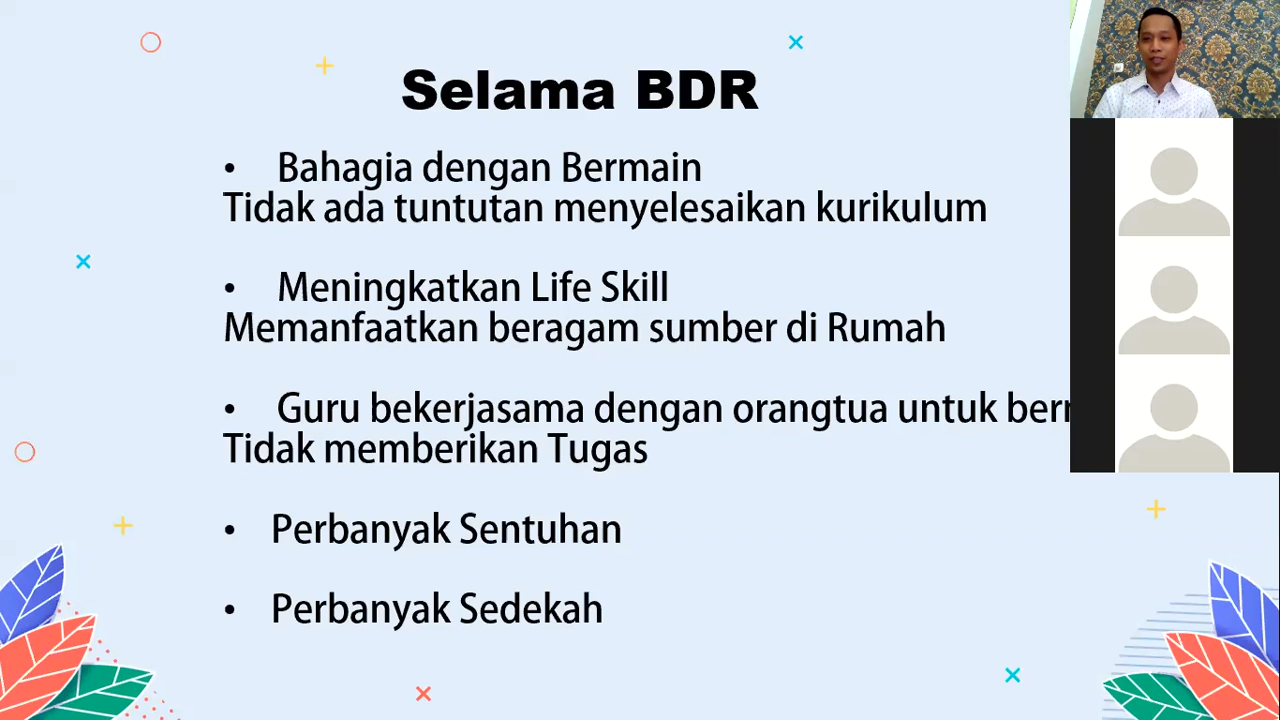 Selama BDR
• Bahagia dengan Bermain
Tidak ada tuntutan menyelesaikan kurikulum
• Meningkatkan Life Skill
Memanfaatkan beragam sumber di Rumah
• Guru bekerjasama dengan orangtua untuk
Tidak memberikan Tugas
• Perbanyak Sentuhan
• Perbanyak Sedekah